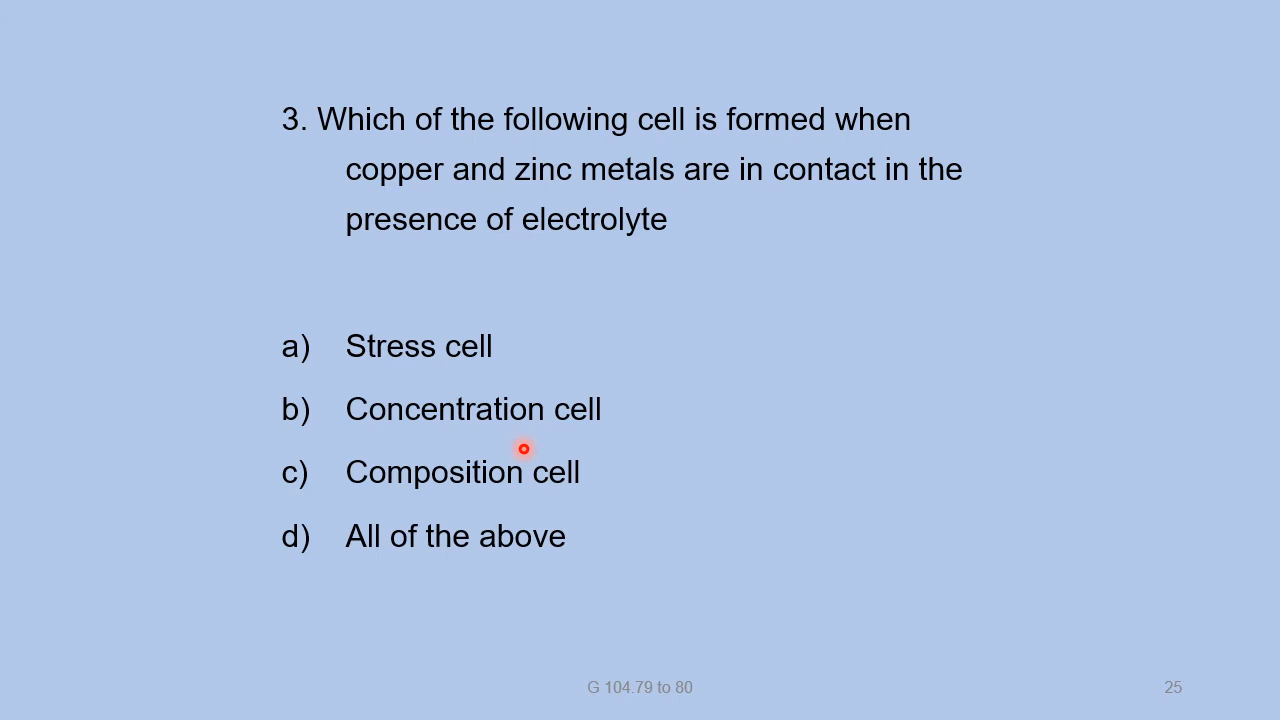 3. Which of the following cell is formed when
copper and zinc metals are in contact in the
presence of electrolyte
a) Stress cell
b) Concentration cell
c) Composition cell
d) All of the above
G 104.79 to 80
25